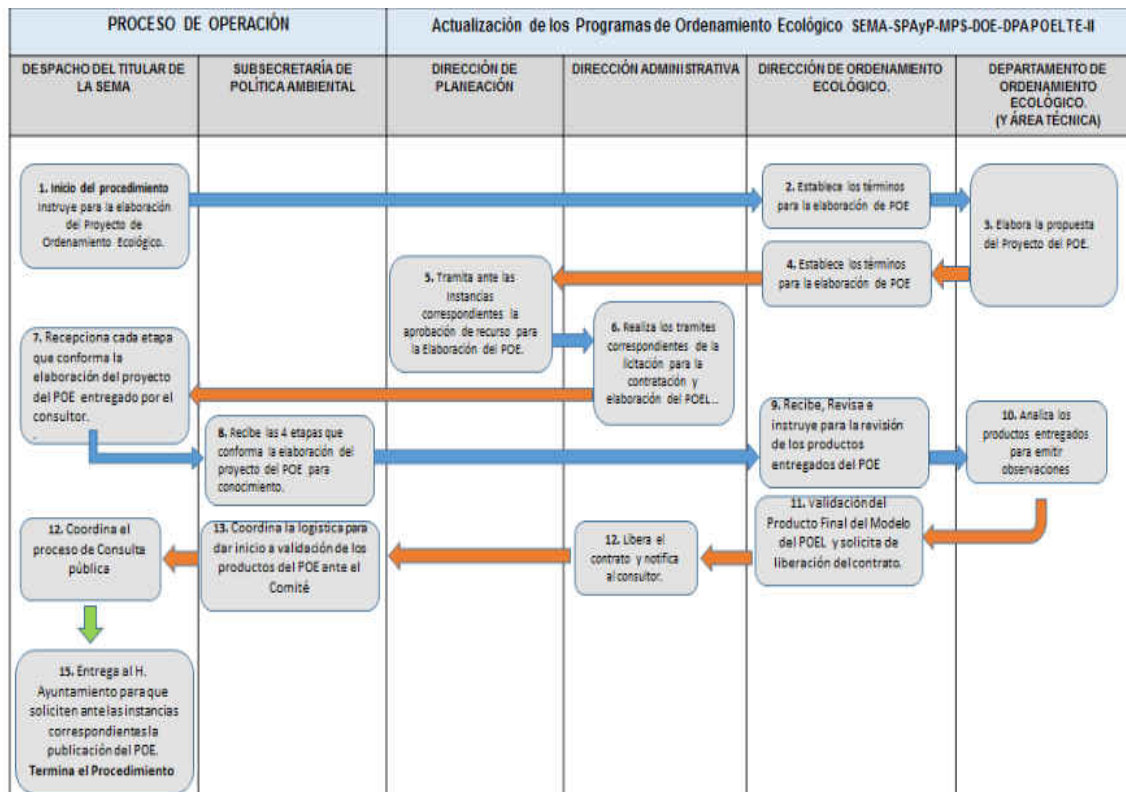 PROCESO DE OPERACIÓN
Actualización de los Programas de Ordenamiento Ecológico SEMA-SPAyP-MPS-DOE-DPAPOELTE-II
DESPACHO DEL TITULAR DE
LA SEMA
SUBSECRETARÍA DE
POLÍTICA AMBIENTAL
DIRECCIÓN DE
PLANEACIÓN
DIRECCIÓN ADMINISTRATIVA
DIRECCIÓN DE ORDENAMIENTO
ECOLÓGICO.
DEPARTAMENTO DE
ORDENAMIENTO
ECOLÓGICO.
(Y ÁREA TÉCNICA)
1. Inicio del procedimiento
Instruye para la elaboración
del Proyecto de
Ordenamiento Ecológico.
2. Establece los términos
para la elaboración de POE
3. Elabora la propuesta
del Proyecto del POE.
4. Establece los términos
para la elaboración de POE
5. Tramita ante las
Instancias
correspondientes la
aprobación de recurso para
la Elaboración del POE.
6. Realiza los tramites
correspondientes de la
licitación para la
contratación y
elaboración del POEL...
7. Recepciona cada etapa
que conforma la
elaboración del proyecto
del POE entregado por el
consultor.
.
8. Recibe las 4 etapas que
conforma la elaboración del
proyecto del POE para
conocimiento.
9. Recibe, Revisa e
instruye para la revisión
de los productos
entregados del POE
10. Analiza los
productos entregados
para emitir
observaciones
11. Validación del
Producto Final del Modelo
del POEL y solicita de
liberación del contrato.
12. Libera el
contrato y notifica
al consultor.
13. Coordina la logística para
dar inicio a validación de los
productos del POE ante el
Comité
12. Coordina el
proceso de Consulta
pública
15. Entrega al H.
Ayuntamiento para que
soliciten ante las instancias
correspondientes la
publicación del POE.
Termina el Procedimiento